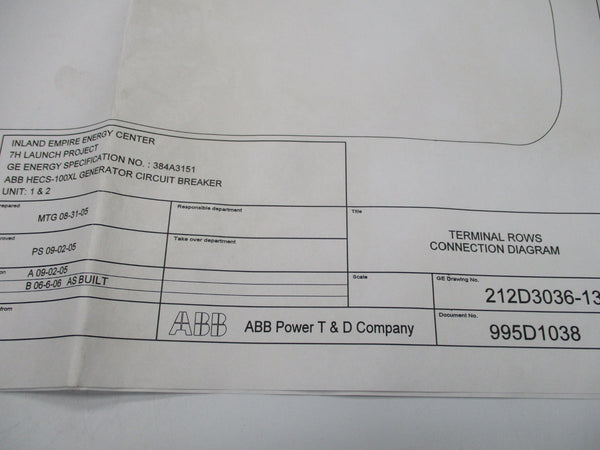 INLAND EMPIRE ENERGY CENTER
7H LAUNCH PROJECT
GE ENERGY SPECIFICATION NO. : 384A3151
ABB HECS-100XL GENERATOR CIRCUIT BREAKER
UNIT: 1 & 2
MTG 08-31-05
Responsible department
Title
TERMINAL ROWS
CONNECTION DIAGRAM
PS 09-02-05
Take over department
A 09-02-05
B 06-6-06 AS BUILT
Scale
GE Drawing No.
212D3036-13
from
ABB
ABB Power T & D Company
Document No.
995D1038